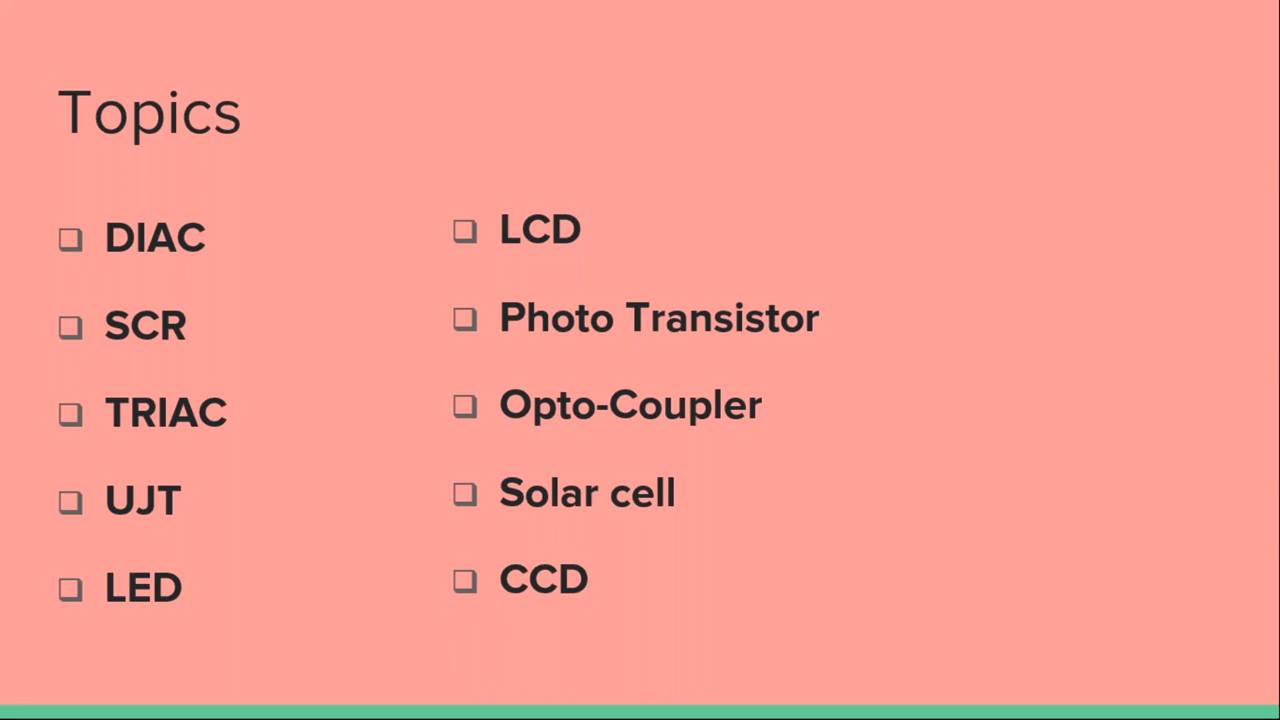 Topics
DIAC
SCR
TRIAC
UJT
LED
LCD
Photo Transistor
Opto-Coupler
Solar cell
CCD